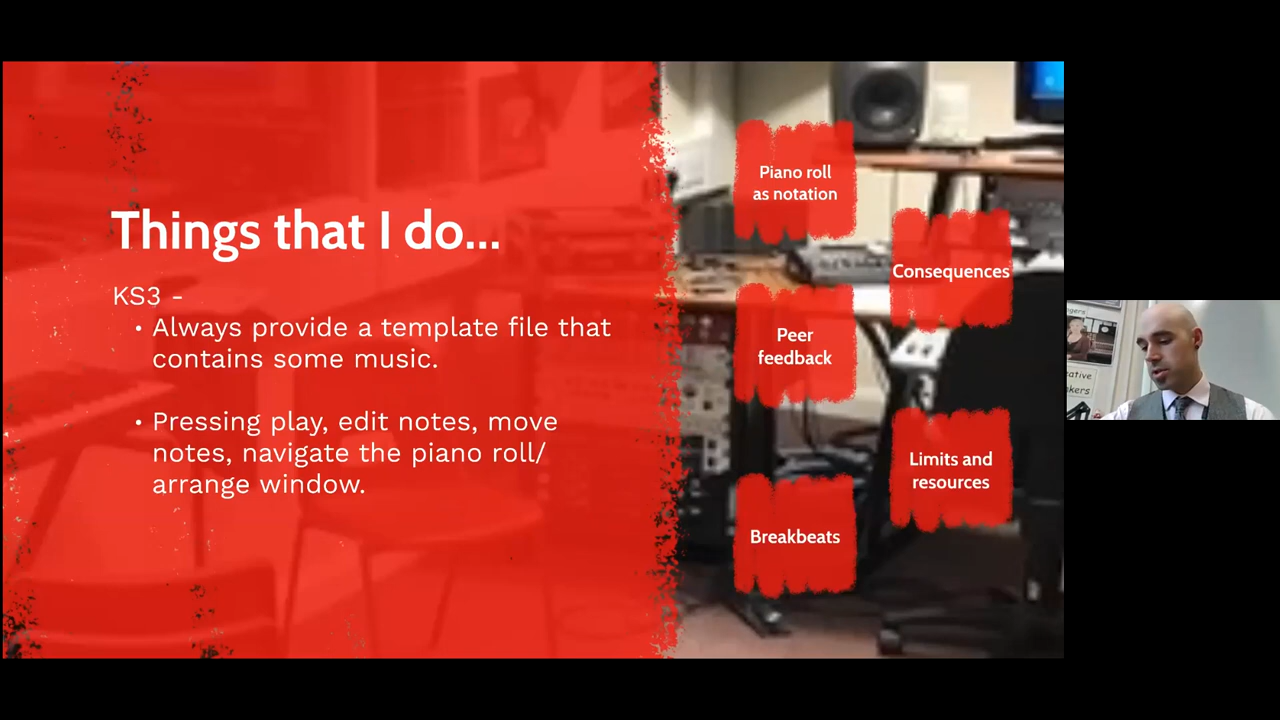 Things that I do...
KS3 -
• Always provide a template file that
contains some music.
• Pressing play, edit notes, move
notes, navigate the piano roll/
arrange window.
Piano roll
as notation
Consequences
Peer
feedback
Limits and
resources
Breakbeats